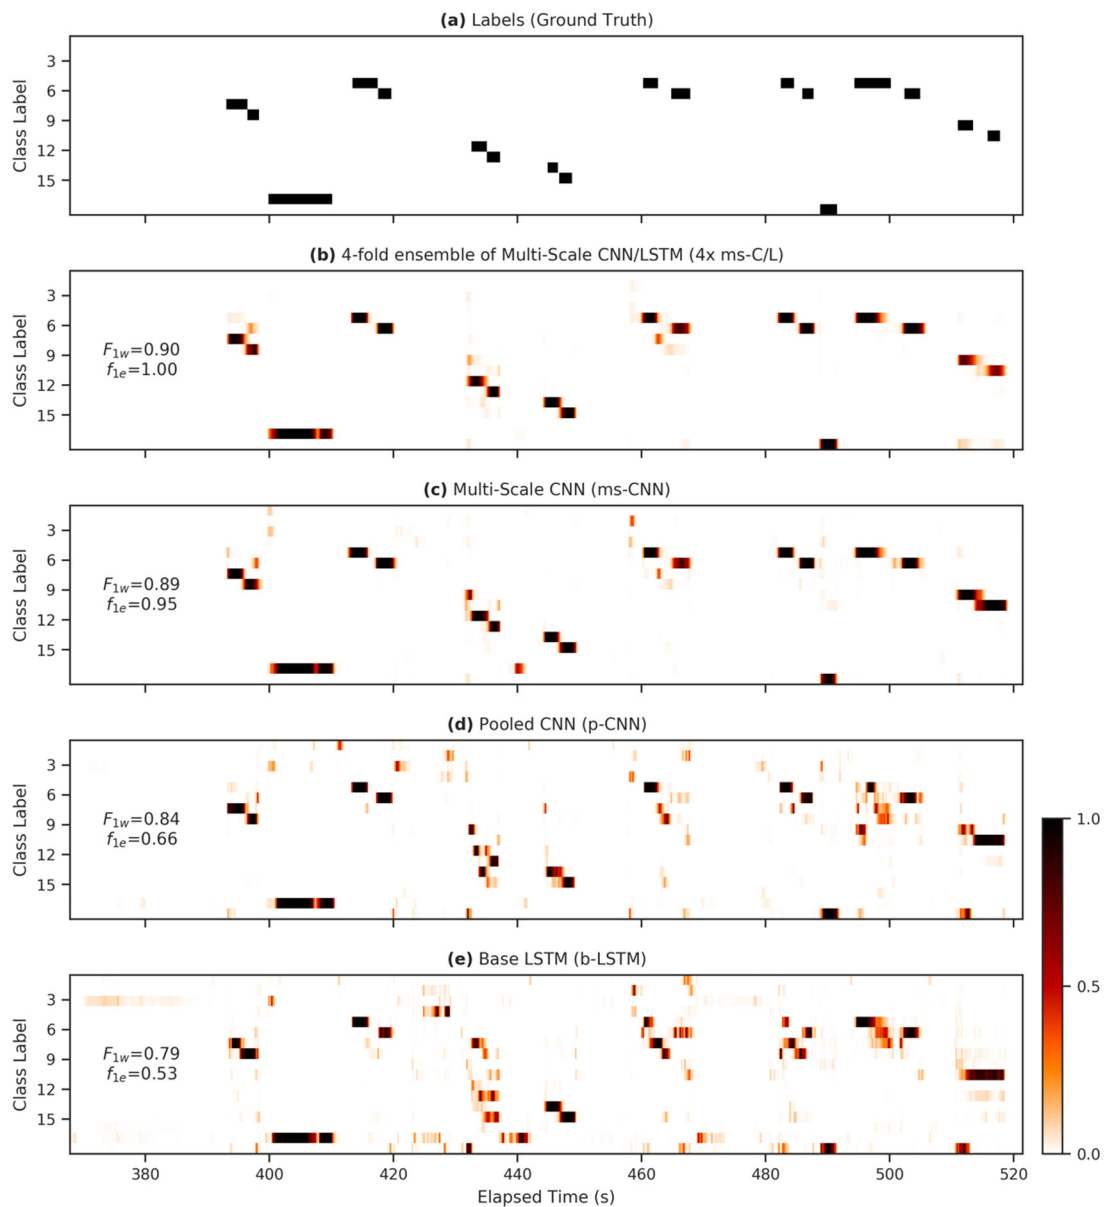 (a) Labels (Ground Truth)
Class Label
3
6
9
12
15
(b) 4-fold ensemble of Multi-Scale CNN/LSTM (4x ms-C/L)
Class Label
3
6
9
12
15
F1w=0.90
f1e=1.00
(c) Multi-Scale CNN (ms-CNN)
Class Label
3
6
9
12
15
F1w=0.89
f1e=0.95
(d) Pooled CNN (p-CNN)
Class Label
3
6
9
12
15
F1w=0.84
f1e=0.66
(e) Base LSTM (b-LSTM)
Class Label
3
6
9
12
15
F1w=0.79
f1e=0.53
380 400 420 440 460 480 500 520
Elapsed Time (s)
1.0
0.5
0.0